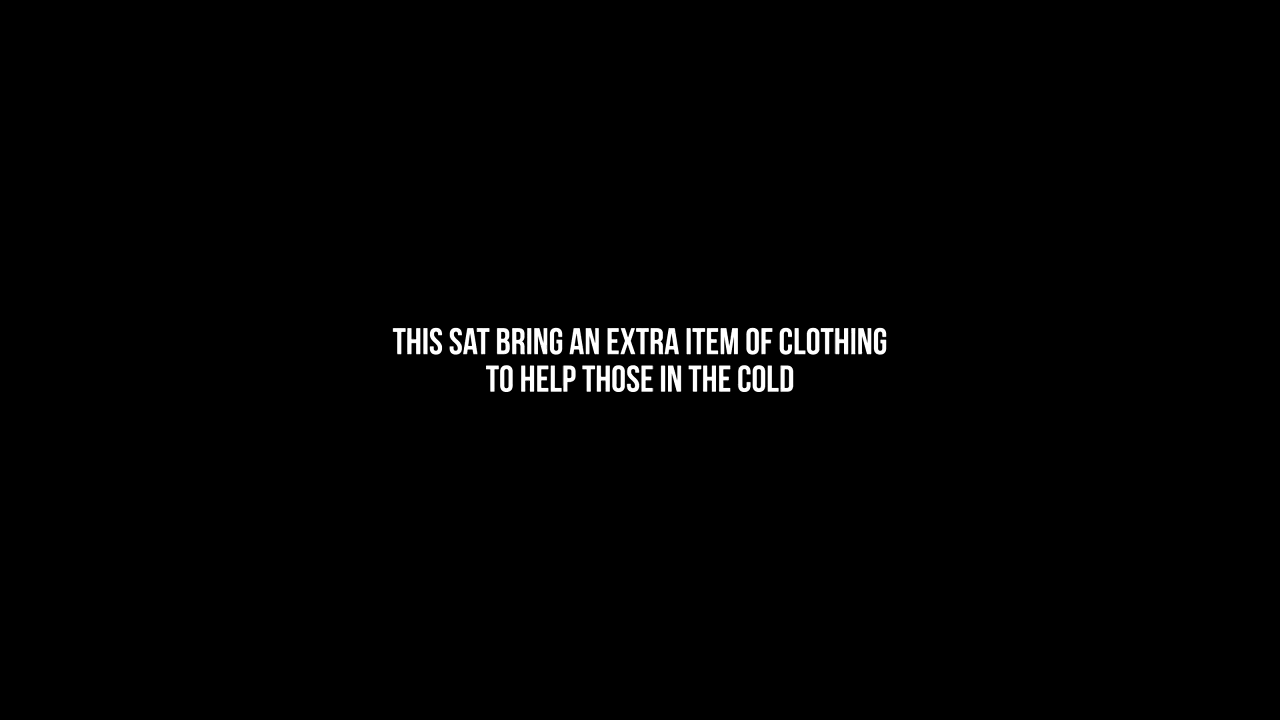 THIS SAT BRING AN EXTRA ITEM OF CLOTHING
TO HELP THOSE IN THE COLD